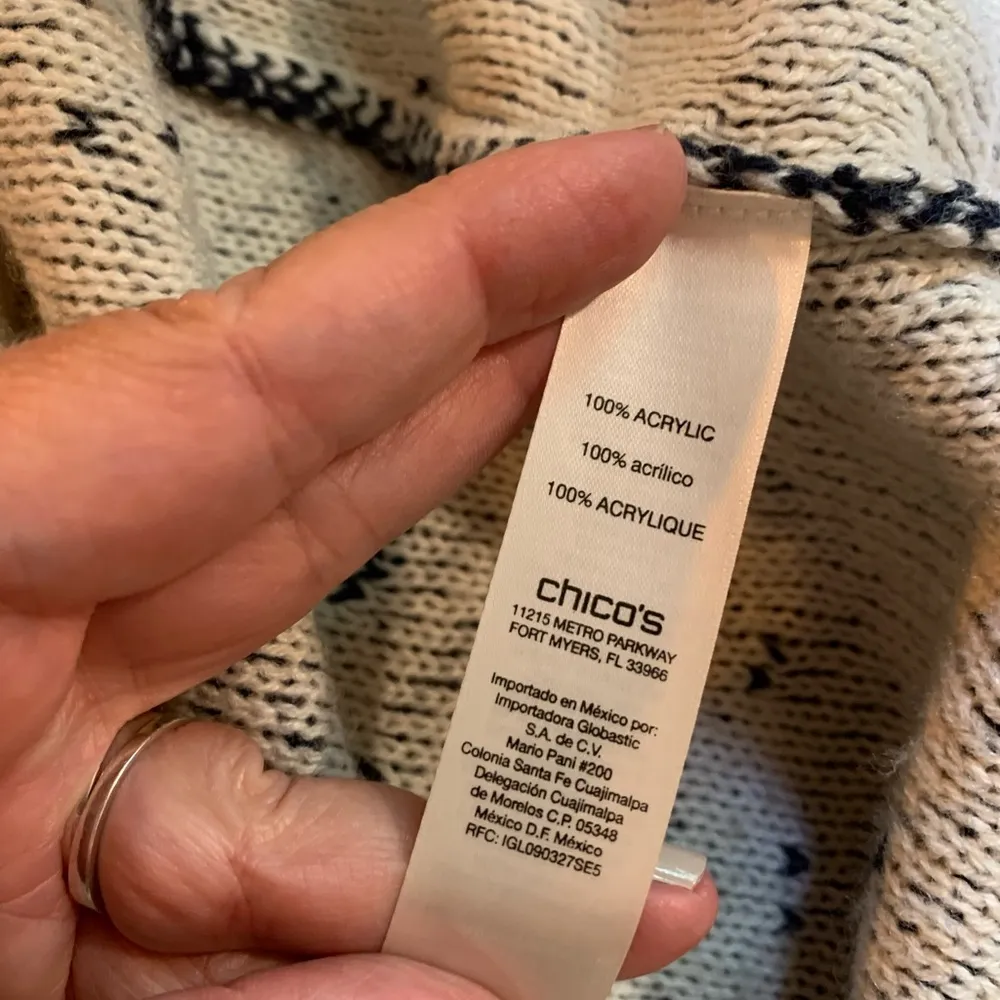 100% ACRYLIC
100% acrílico
100% ACRYLIQUE
chico's
11215 METRO PARKWAY
FORT MYERS, FL 33966
Importado en México por:
Importadora Globastic
S.A. de C.V.
Mario Pani #200
Colonia Santa Fe Cuajimalpa
Delegación Cuajimalpa
de Morelos C.P. 05348
México D.F. México
RFC: IGL090327SE5